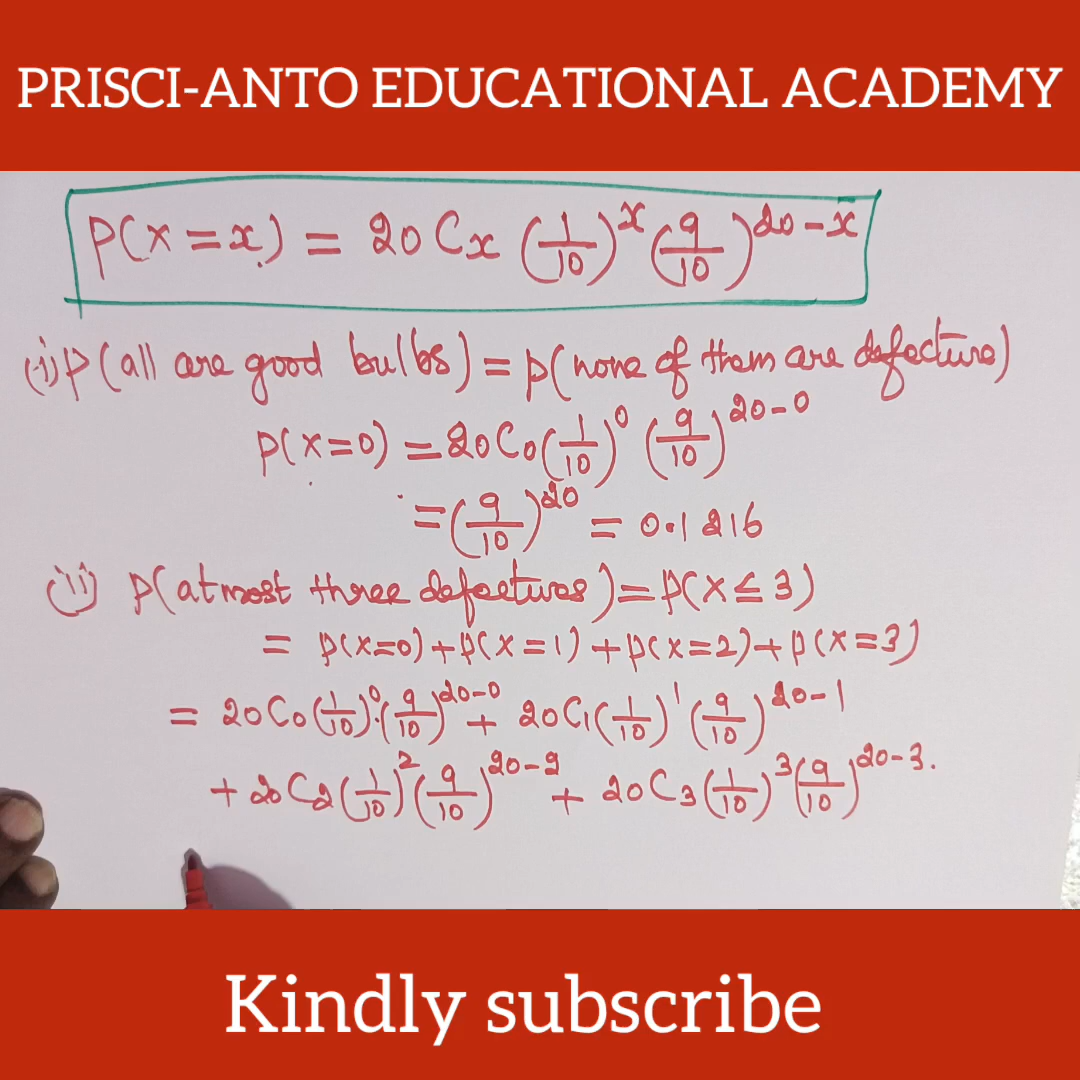 PRISCI-ANTO EDUCATIONAL ACADEMY
P(X=x) = 20Cx (1/10)^x (9/10)^20-x
(i) P(all are good bulbs) = P(none of them are defective)
P(X=0) = 20C0 (1/10)^0 (9/10)^20-0
= (9/10)^20 = 0.1216
(ii) P(atmost three defectives) = P(X≤3)
= P(X=0)+P(X=1)+P(X=2)+P(X=3)
= 20C0 (1/10)^0 · (9/10)^20-0 + 20C1 (1/10)^1 (9/10)^20-1
+ 20C2 (1/10)^2 (9/10)^20-2 + 20C3 (1/10)^3 (9/10)^20-3.
Kindly subscribe